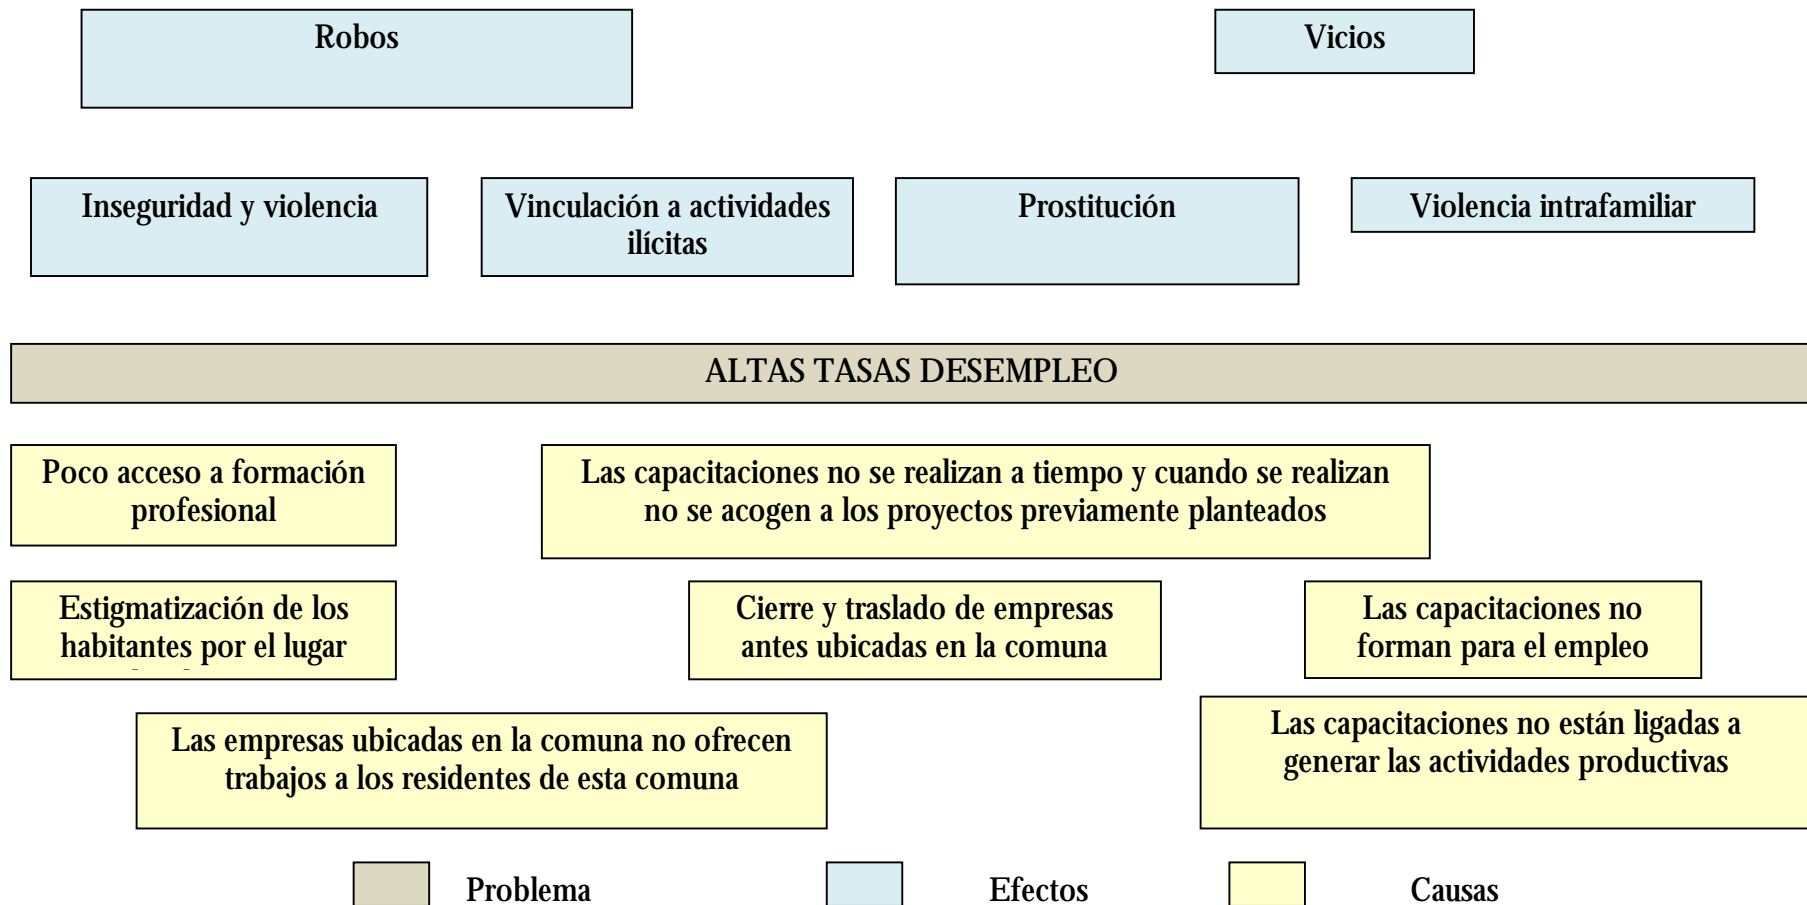 Robos
Vicios
Inseguridad y violencia
Vinculación a actividades
ilícitas
Prostitución
Violencia intrafamiliar
ALTAS TASAS DESEMPLEO
Poco acceso a formación
profesional
Las capacitaciones no se realizan a tiempo y cuando se realizan
no se acogen a los proyectos previamente planteados
Estigmatización de los
habitantes por el lugar
Cierre y traslado de empresas
antes ubicadas en la comuna
Las capacitaciones no
forman para el empleo
Las empresas ubicadas en la comuna no ofrecen
trabajos a los residentes de esta comuna
Las capacitaciones no están ligadas a
generar las actividades productivas
Problema
Efectos
Causas